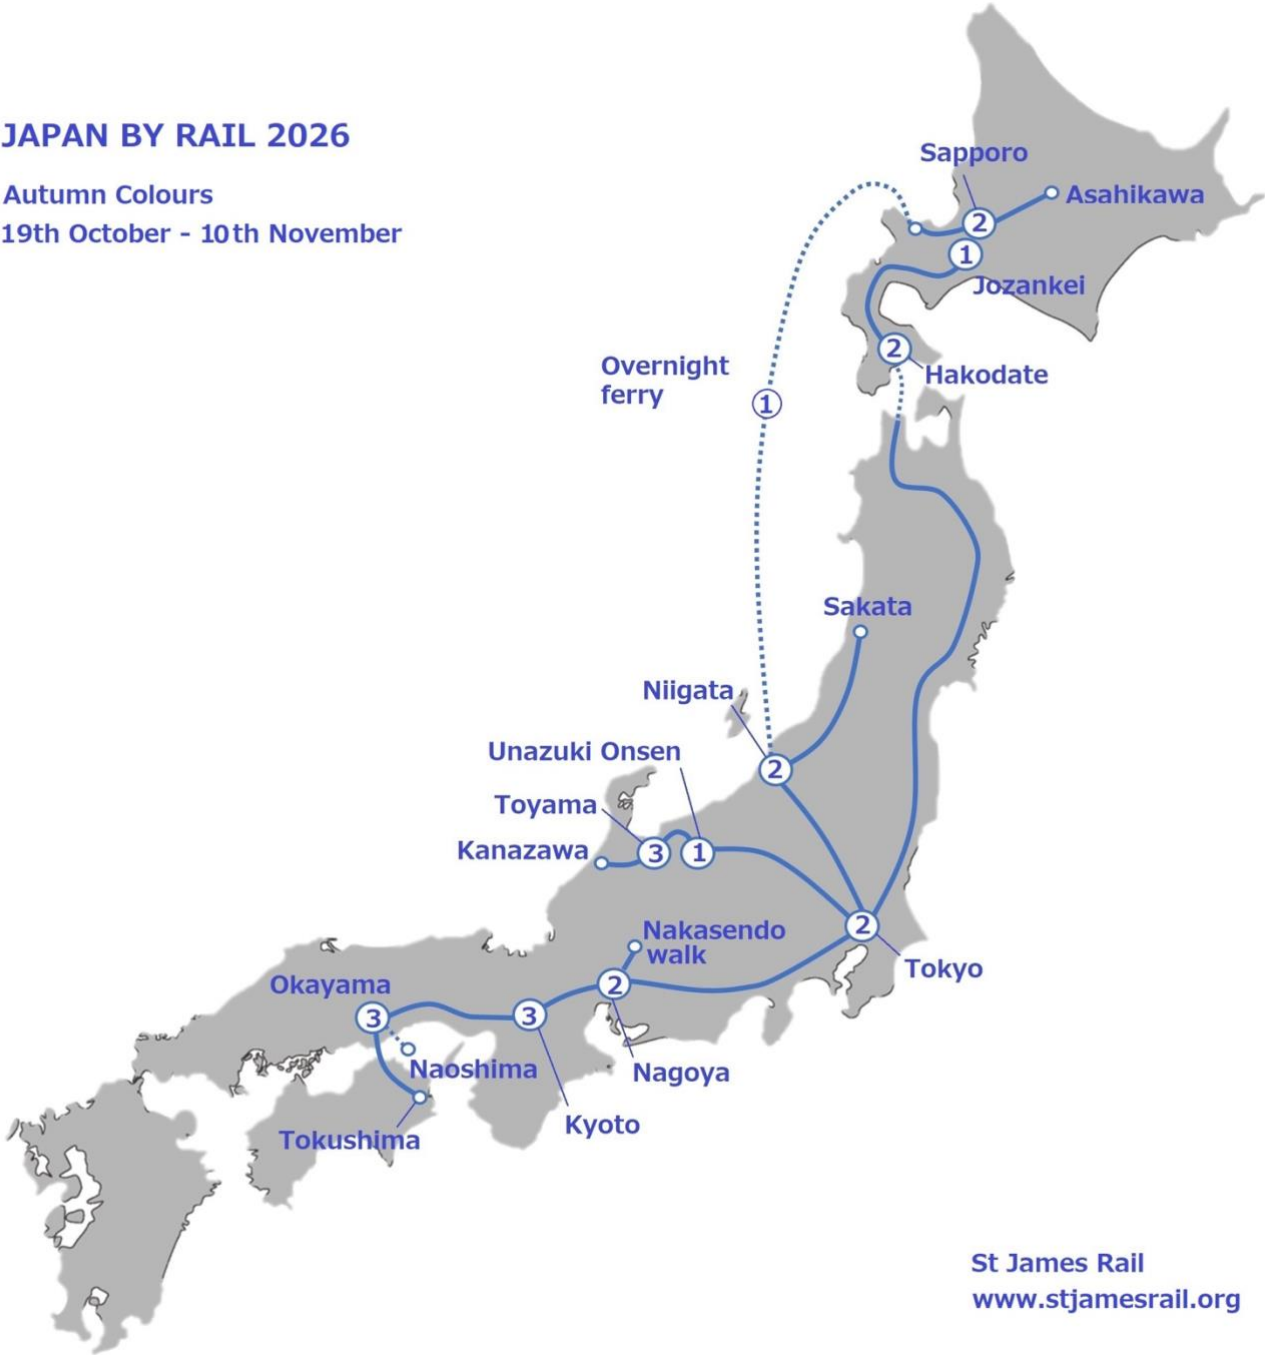 JAPAN BY RAIL 2026
Autumn Colours
19th October - 10th November
Sapporo
Asahikawa
2
1
Jozankei
2
Hakodate
Overnight
ferry
1
Sakata
Niigata
2
Unazuki Onsen
Toyama
Kanazawa
3
1
2
Tokyo
Nakasendo
walk
2
Nagoya
Okayama
3
3
Naoshima
Kyoto
Tokushima
St James Rail
www.stjamesrail.org